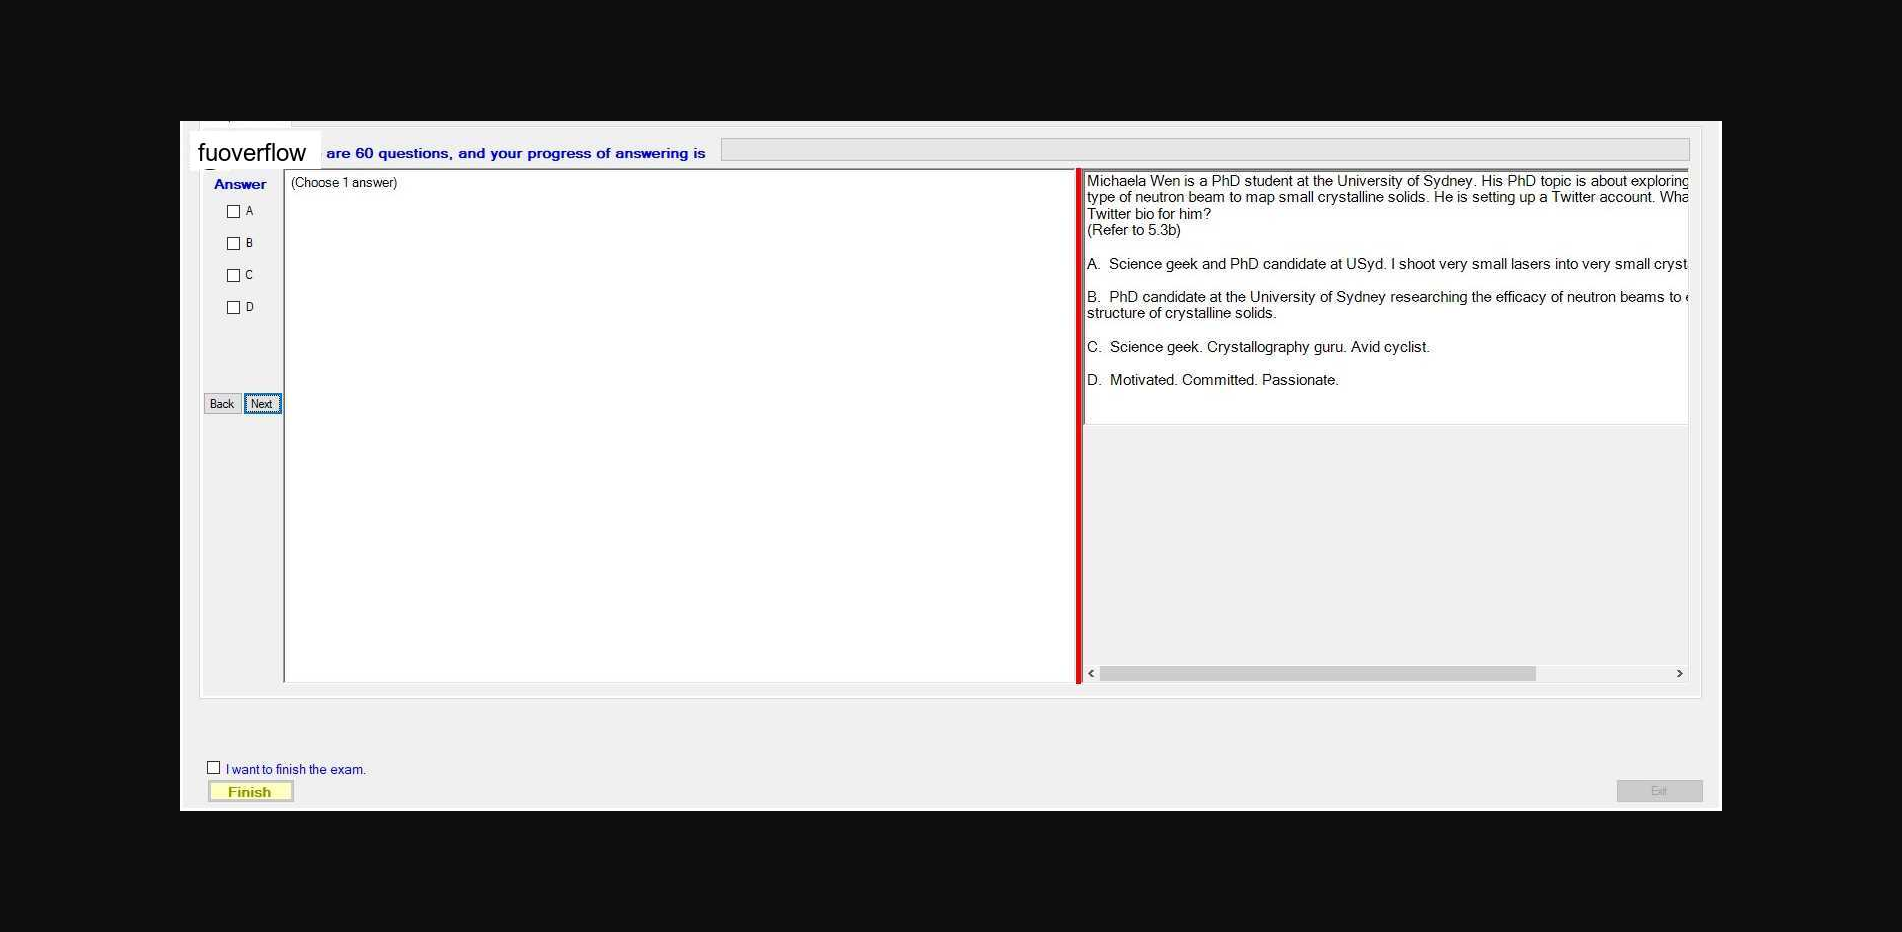 fuoverflow are 60 questions, and your progress of answering is
Answer
A
B
C
D
Back Next
(Choose 1 answer)
Michaela Wen is a PhD student at the University of Sydney. His PhD topic is about exploring
type of neutron beam to map small crystalline solids. He is setting up a Twitter account. Wha
Twitter bio for him?
(Refer to 5.3b)
A. Science geek and PhD candidate at USyd. I shoot very small lasers into very small cryst
B. PhD candidate at the University of Sydney researching the efficacy of neutron beams to
structure of crystalline solids.
C. Science geek. Crystallography guru. Avid cyclist.
D. Motivated. Committed. Passionate.
I want to finish the exam.
Finish
Exit